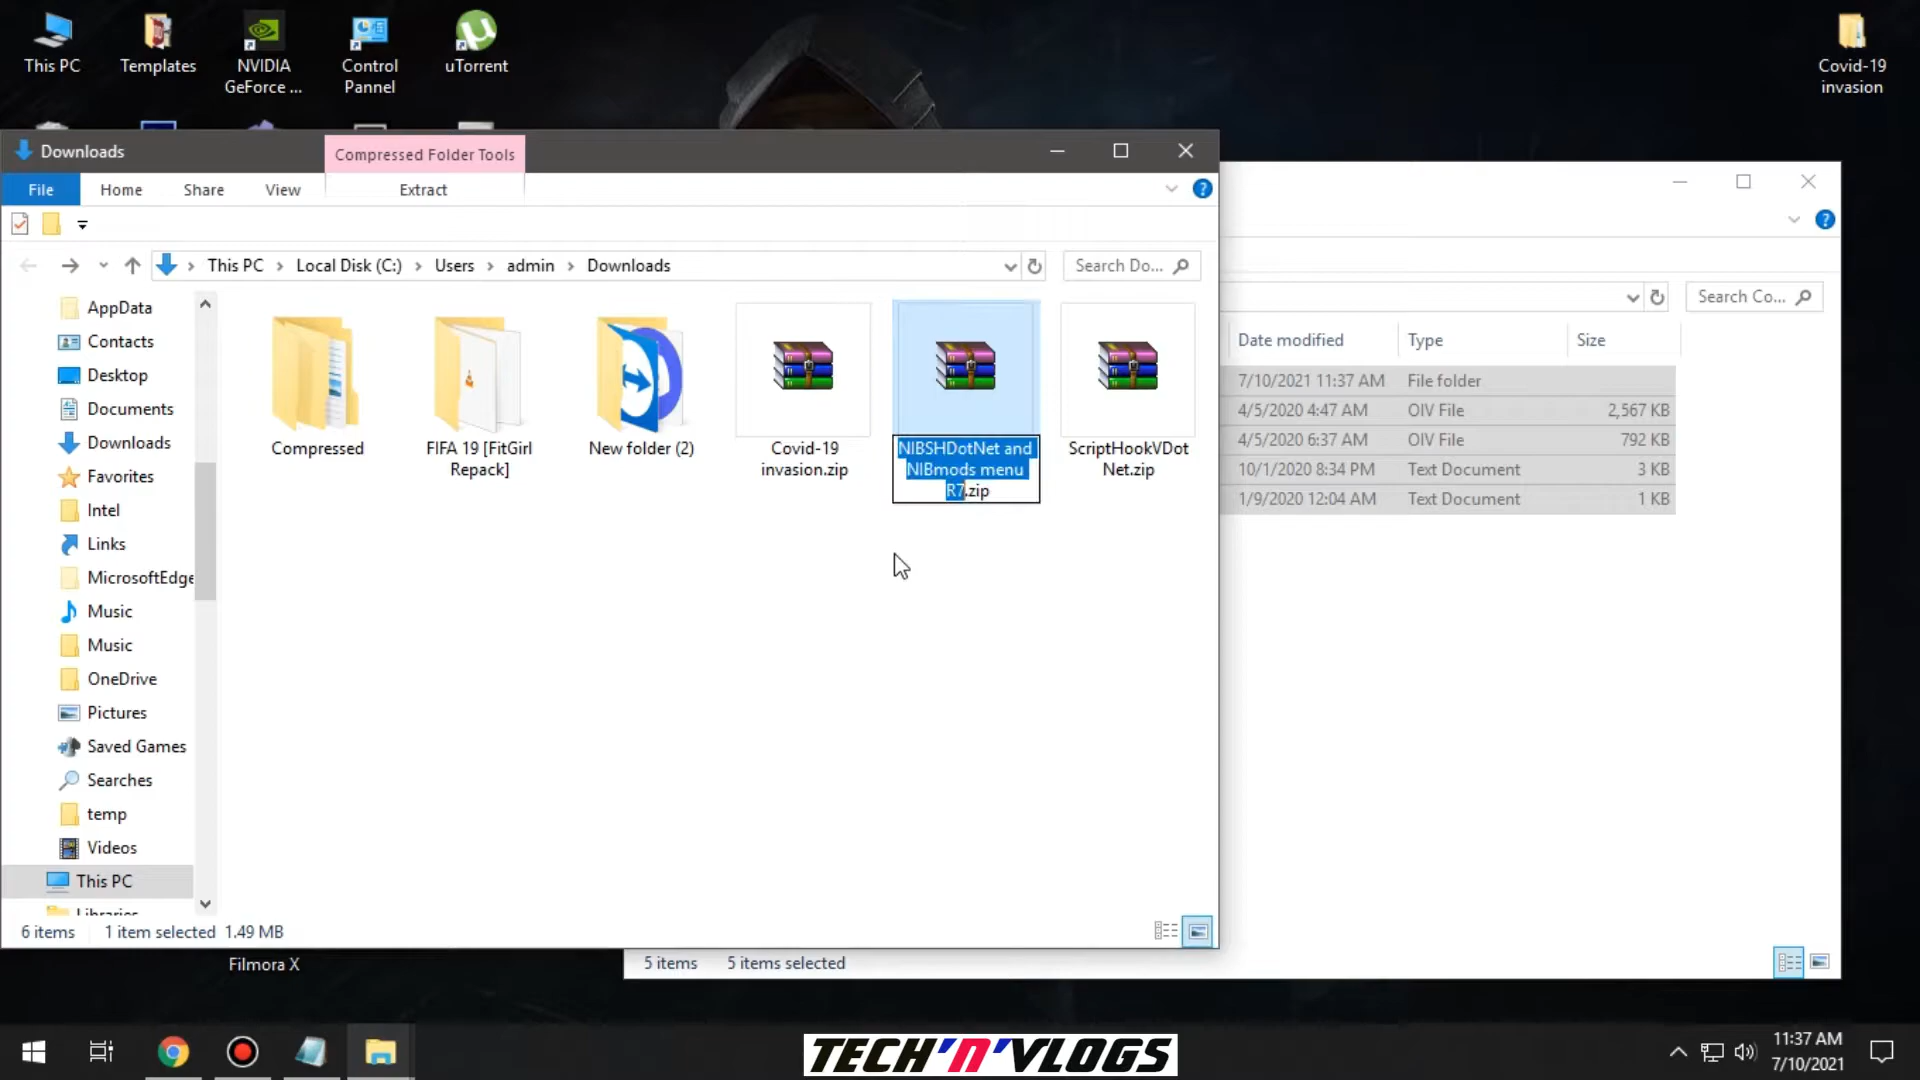 This PC
Templates
NVIDIA
GeForce ...
Control
Pannel
uTorrent
Covid-19
invasion
Downloads
Compressed Folder Tools
File
Home
Share
View
Extract
This PC
Local Disk (C:)
Users
admin
Downloads
Search Do...
Search Co...
AppData
Contacts
Desktop
Documents
Downloads
Favorites
Intel
Links
MicrosoftEdge
Music
Music
OneDrive
Pictures
Saved Games
Searches
temp
Videos
This PC
Libraries
Compressed
FIFA 19 [FitGirl
Repack]
New folder (2)
Covid-19
invasion.zip
NIBSHDotNet and
NIBmods menu
R7.zip
ScriptHookVDot
Net.zip
Date modified
Type
Size
7/10/2021 11:37 AM
File folder
4/5/2020 4:47 AM
OIV File
2,567 KB
4/5/2020 6:37 AM
OIV File
792 KB
10/1/2020 8:34 PM
Text Document
3 KB
1/9/2020 12:04 AM
Text Document
1 KB
6 items
1 item selected 1.49 MB
5 items
5 items selected
Filmora X
TECH'N'VLOGS
11:37 AM
7/10/2021